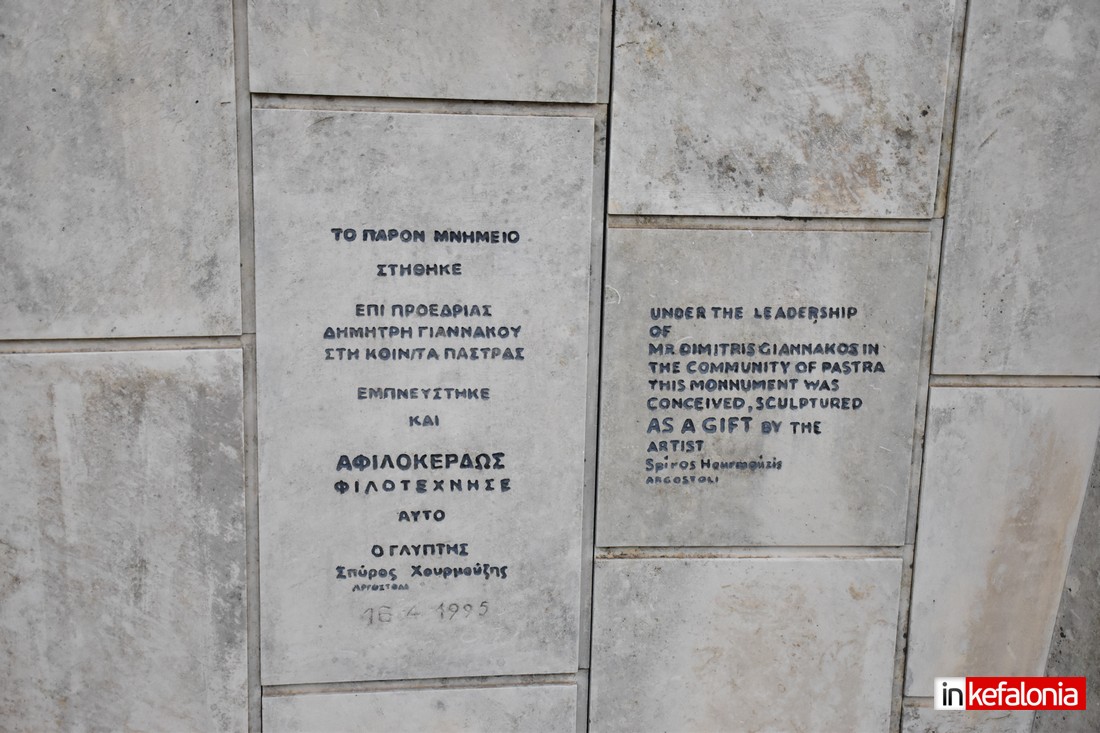 ΤΟ ΠΑΡΟΝ ΜΝΗΜΕΙΟ
ΣΤΗΘΗΚΕ
ΕΠΙ ΠΡΟΕΔΡΙΑΣ
ΔΗΜΗΤΡΗ ΓΙΑΝΝΑΚΟΥ
ΣΤΗ ΚΟΙΝ/ΤΑ ΠΑΣΤΡΑΣ
ΕΜΠΝΕΥΣΤΗΚΕ
ΚΑΙ
ΑΦΙΛΟΚΕΡΔΩΣ
ΦΙΛΟΤΕΧΝΗΣΕ
ΑΥΤΟ
Ο ΓΛΥΠΤΗΣ
Σπύρος Χουρμούζης
ΑΡΓΟΣΤΟΛΙ
16 4 1995
UNDER THE LEADERSHIP
OF
MR DIMITRIS GIANNAKOS IN
THE COMMUNITY OF PASTRA
THIS MONNUMENT WAS
CONCEIVED, SCULPTURED
AS A GIFT BY THE
ARTIST
Spiros Hourmouzis
ARGOSTOLI
inkefalonia